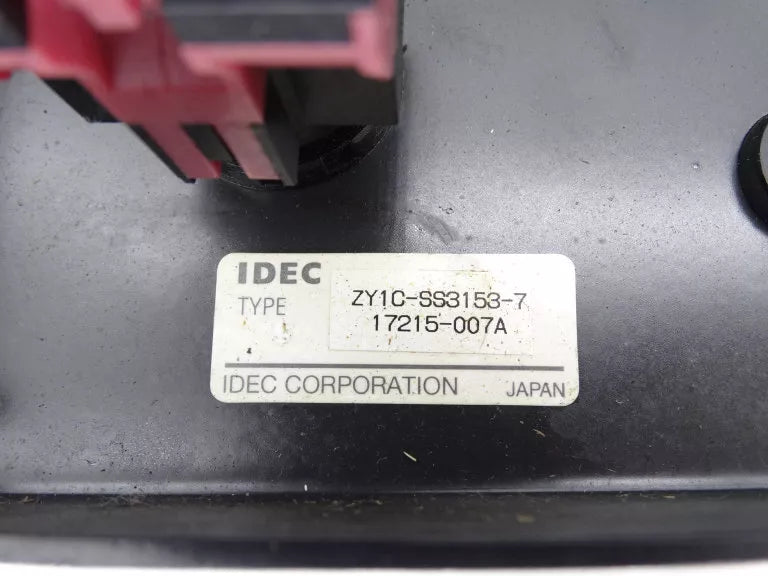 IDEC
TYPE ZY1C-SS3153-7
17215-007A
IDEC CORPORATION JAPAN